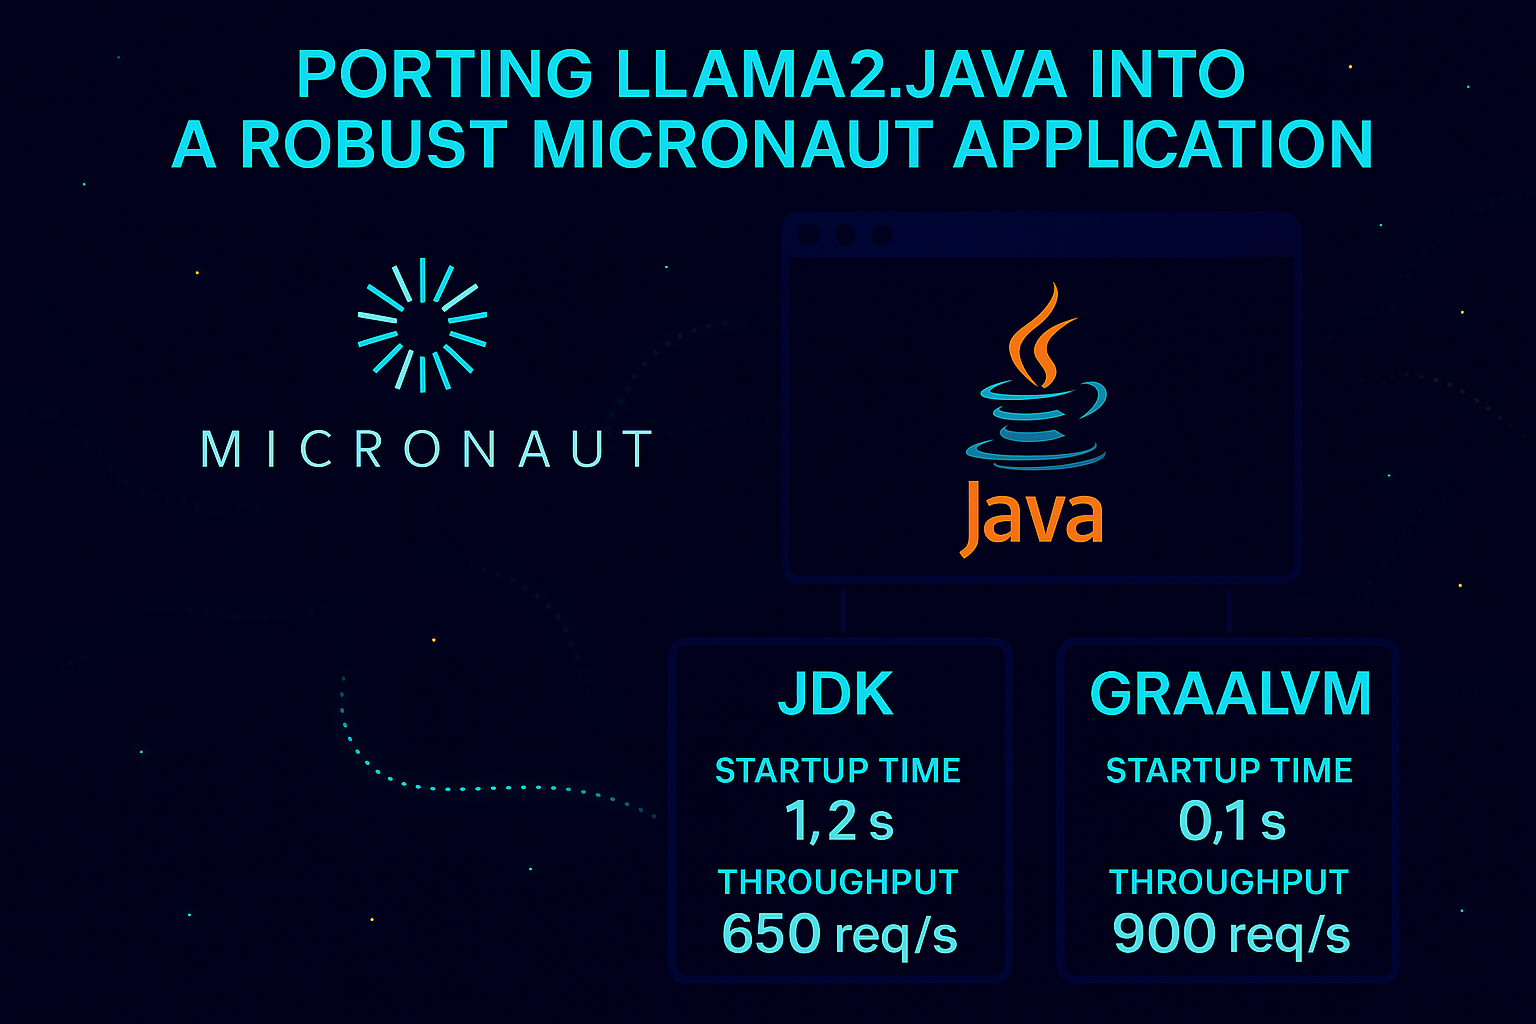 PORTING LLAMA2.JAVA INTO
A ROBUST MICRONAUT APPLICATION
MICRONAUT
Java
JDK
STARTUP TIME
1,2 s
THROUGHPUT
650 req/s
GRAALVM
STARTUP TIME
0,1 s
THROUGHPUT
900 req/s